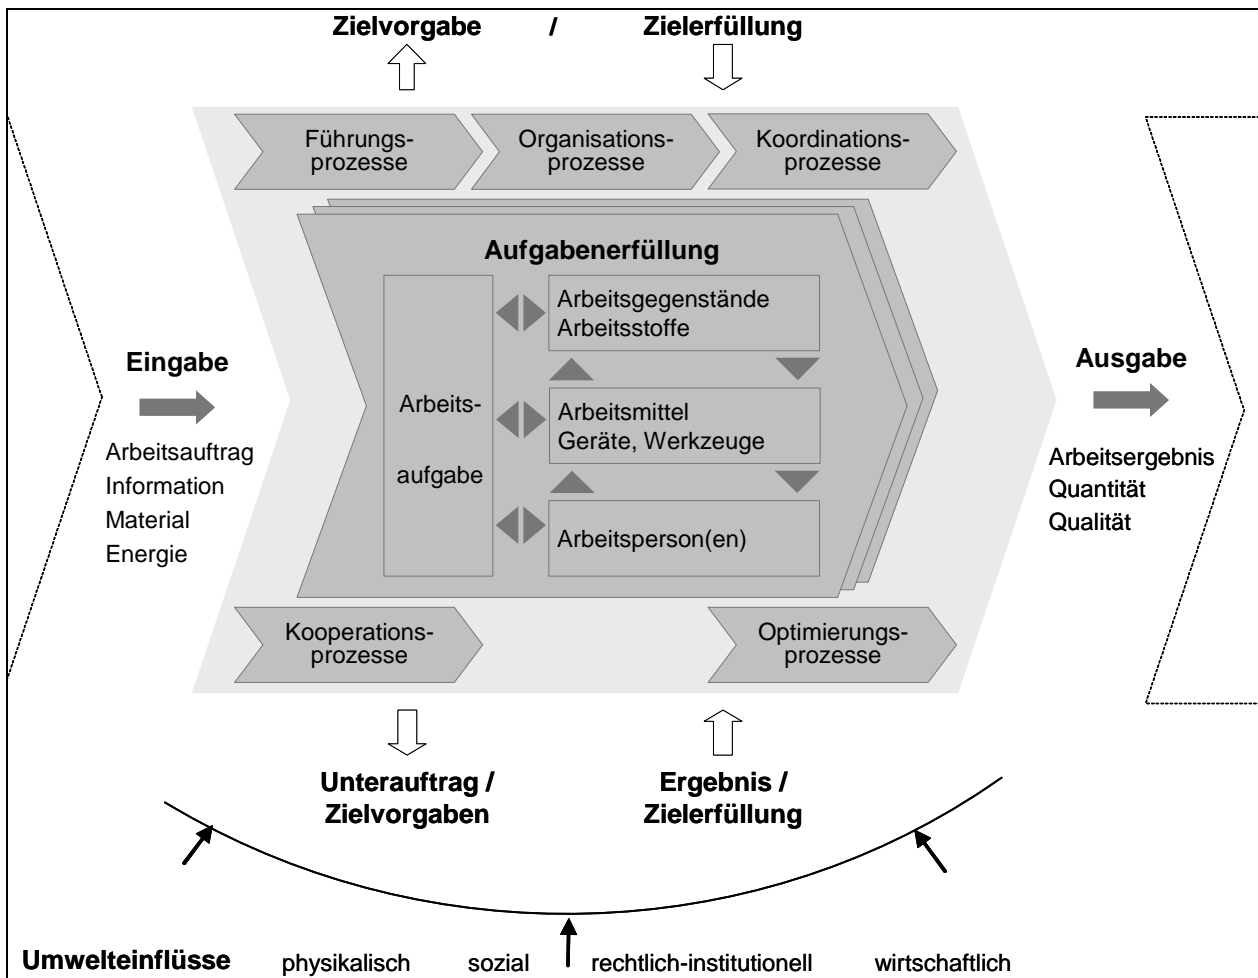 Zielvorgabe / Zielerfüllung
Führungs-
prozesse
Organisations-
prozesse
Koordinations-
prozesse
Aufgabenerfüllung
Arbeits-
aufgabe
Arbeitsgegenstände
Arbeitsstoffe
Arbeitsmittel
Geräte, Werkzeuge
Arbeitsperson(en)
Eingabe
Arbeitsauftrag
Information
Material
Energie
Ausgabe
Arbeitsergebnis
Quantität
Qualität
Kooperations-
prozesse
Optimierungs-
prozesse
Unterauftrag /
Zielvorgaben
Ergebnis /
Zielerfüllung
Umwelteinflüsse physikalisch sozial rechtlich-institutionell wirtschaftlich